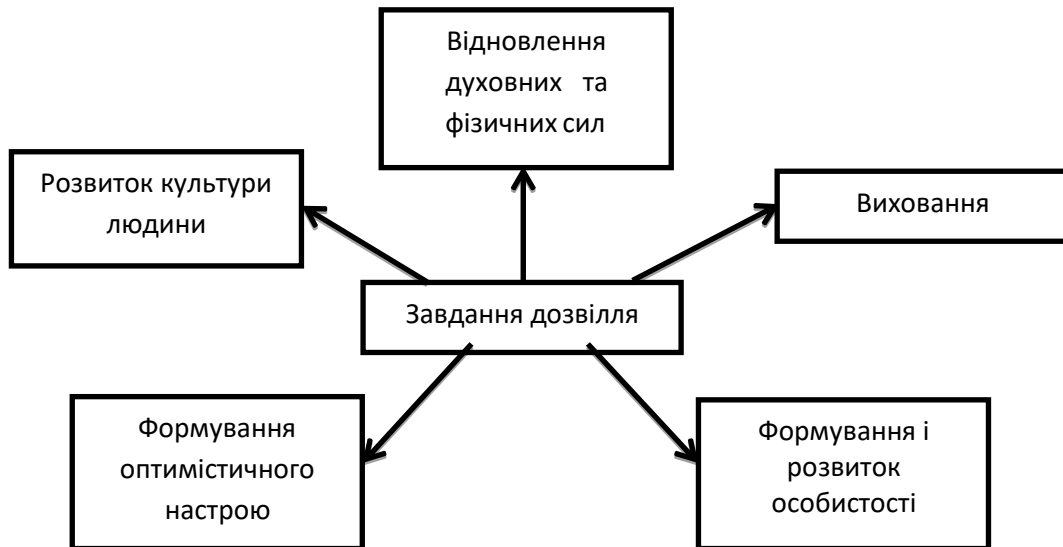 Відновлення
духовних та
фізичних сил
Розвиток культури
людини
Виховання
Завдання дозвілля
Формування
оптимістичного
настрою
Формування і
розвиток
особистості